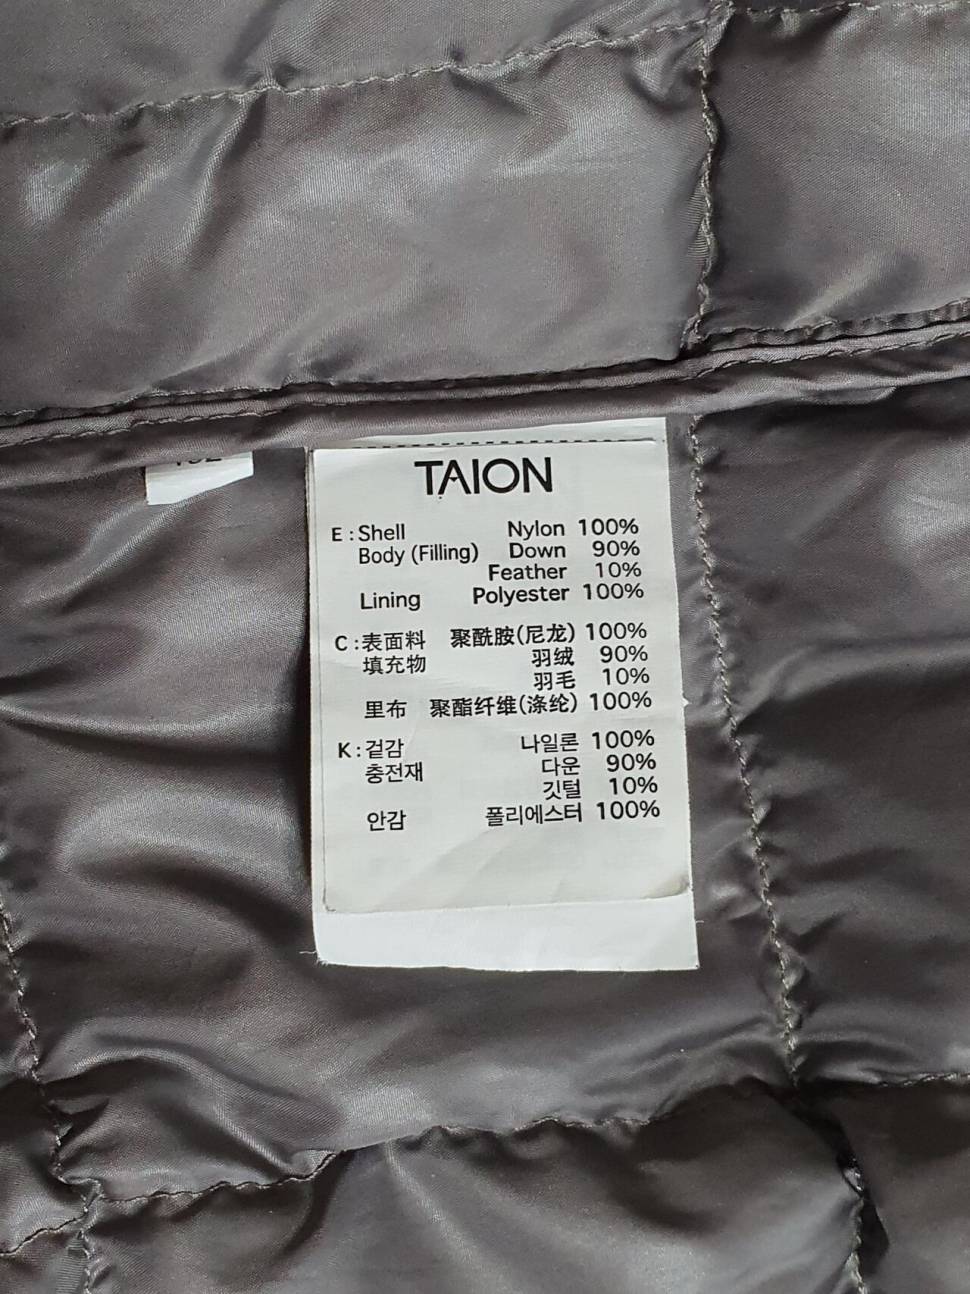 TAION
E : Shell Nylon 100%
Body (Filling) Down 90%
Feather 10%
Lining Polyester 100%
C : 表面料 聚酰胺(尼龙) 100%
填充物 羽绒 90%
羽毛 10%
里布 聚酯纤维(涤纶) 100%
K : 겉감 나일론 100%
충전재 다운 90%
깃털 10%
안감 폴리에스터 100%